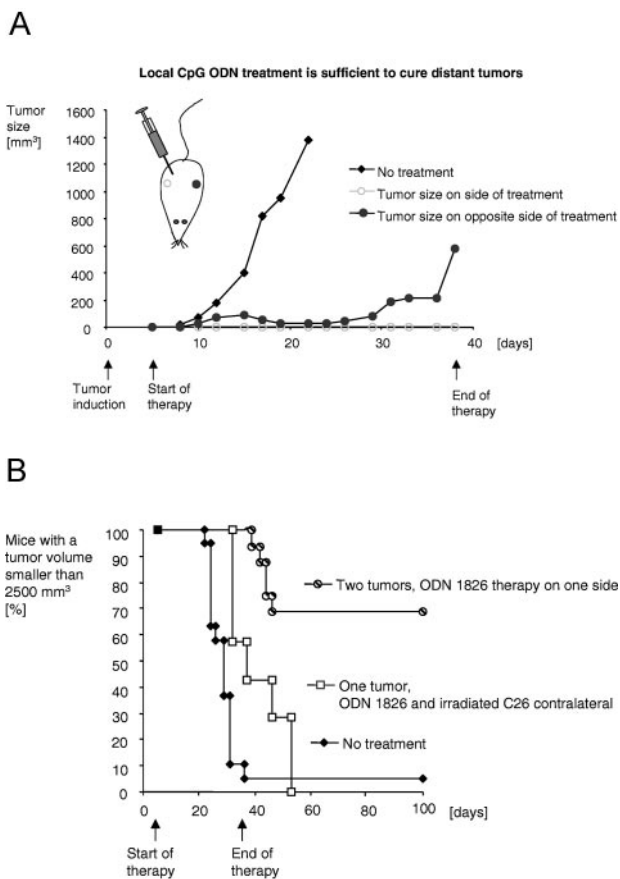 A
Local CpG ODN treatment is sufficient to cure distant tumors
Tumor
size
[mm³]
1600
1400
1200
1000
800
600
400
200
0
No treatment
Tumor size on side of treatment
Tumor size on opposite side of treatment
0
10
20
30
40
[days]
Tumor
induction
Start of
therapy
End of
therapy
B
Mice with a
tumor volume
smaller than
2500 mm³
[%]
100
90
80
70
60
50
40
30
20
10
0
Two tumors, ODN 1826 therapy on one side
One tumor,
ODN 1826 and irradiated C26 contralateral
No treatment
0
20
40
60
80
100
[days]
Start of
therapy
End of
therapy